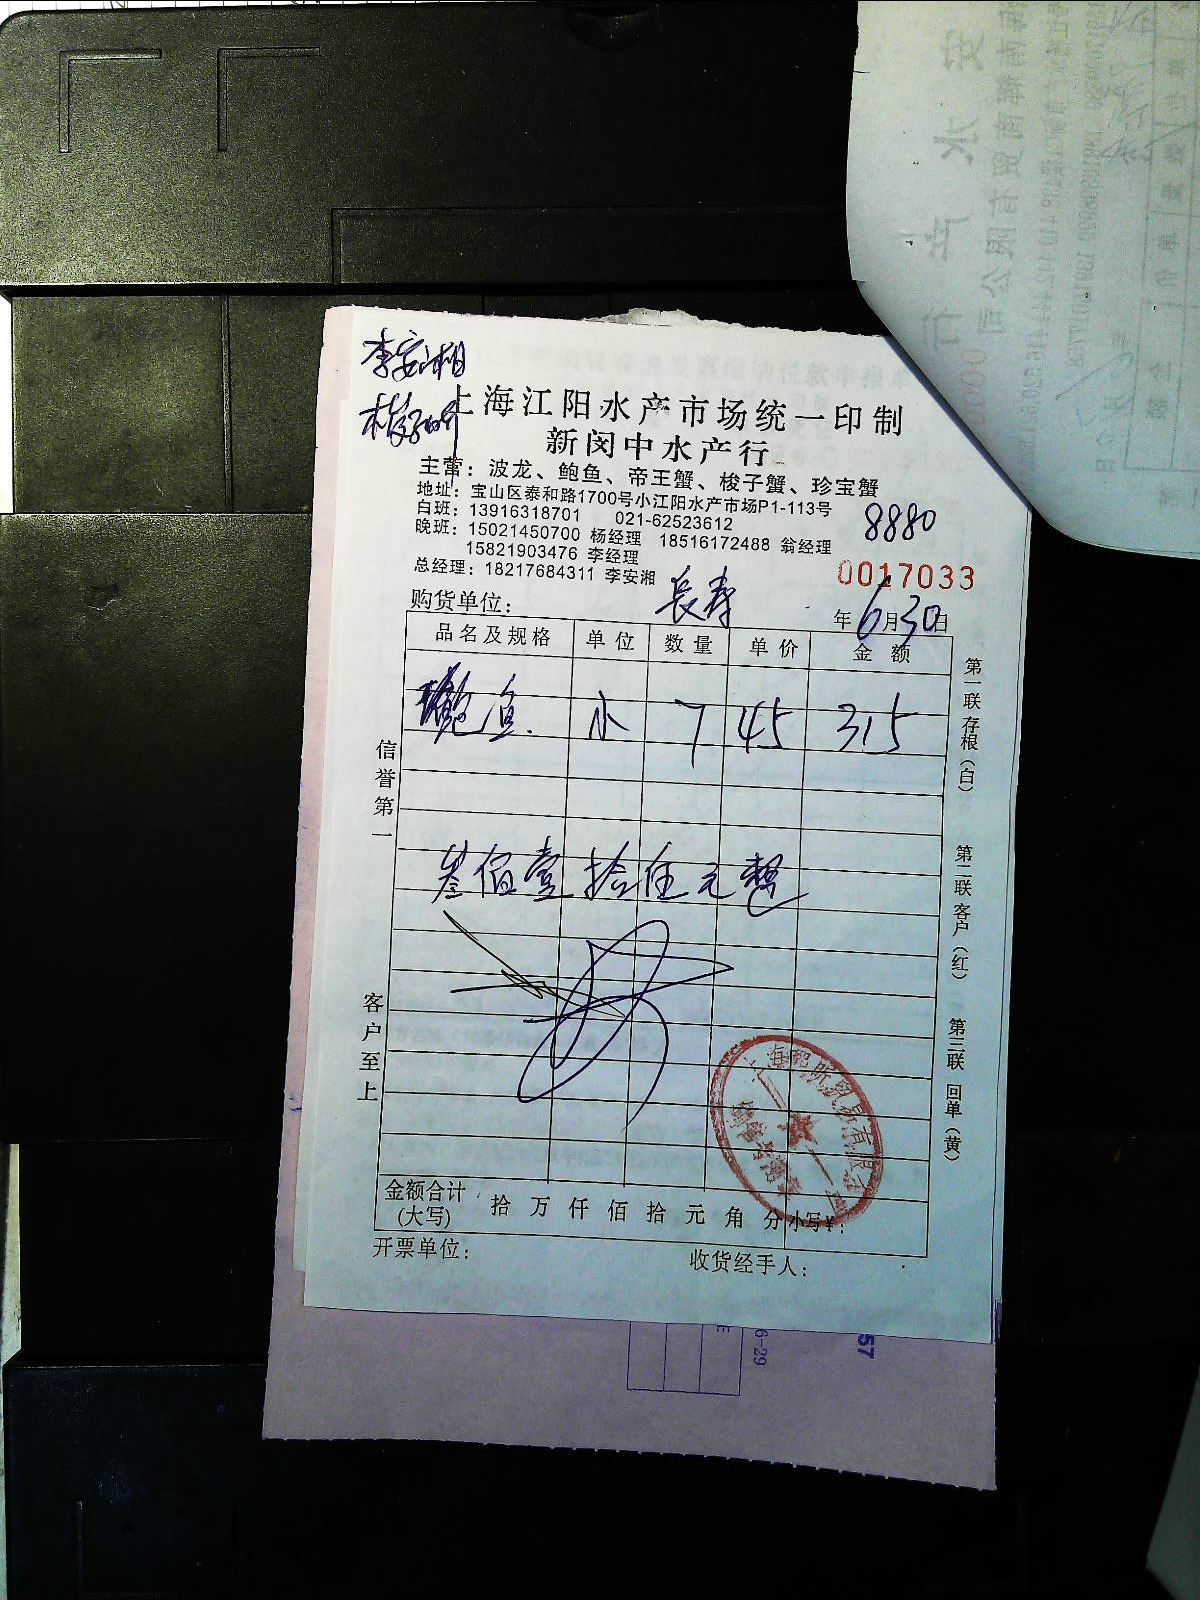 李安湘
上海江阳水产市场统一印制
新闵中水产行
主营：波龙、鲍鱼、帝王蟹、梭子蟹、珍宝蟹
地址：宝山区泰和路1700号小江阳水产市场P1-113号
白班：13916318701 021-62523612
8880
晚班：15021450700 杨经理 18516172488 翁经理
15821903476 李经理
0017033
总经理：18217684311 李安湘
购货单位： 长寿 年6月30日
品名及规格 单位 数量 单价 金额
鲍鱼 小 7 45 315
叁佰壹拾伍元整
金额合计(大写) 拾 万 仟 佰 拾 元 角 分 小写￥：
开票单位： 收货经手人：
信誉第一
客户至上
第一联 存根（白）
第二联 客户（红）
第三联 回单（黄）
6-29
57